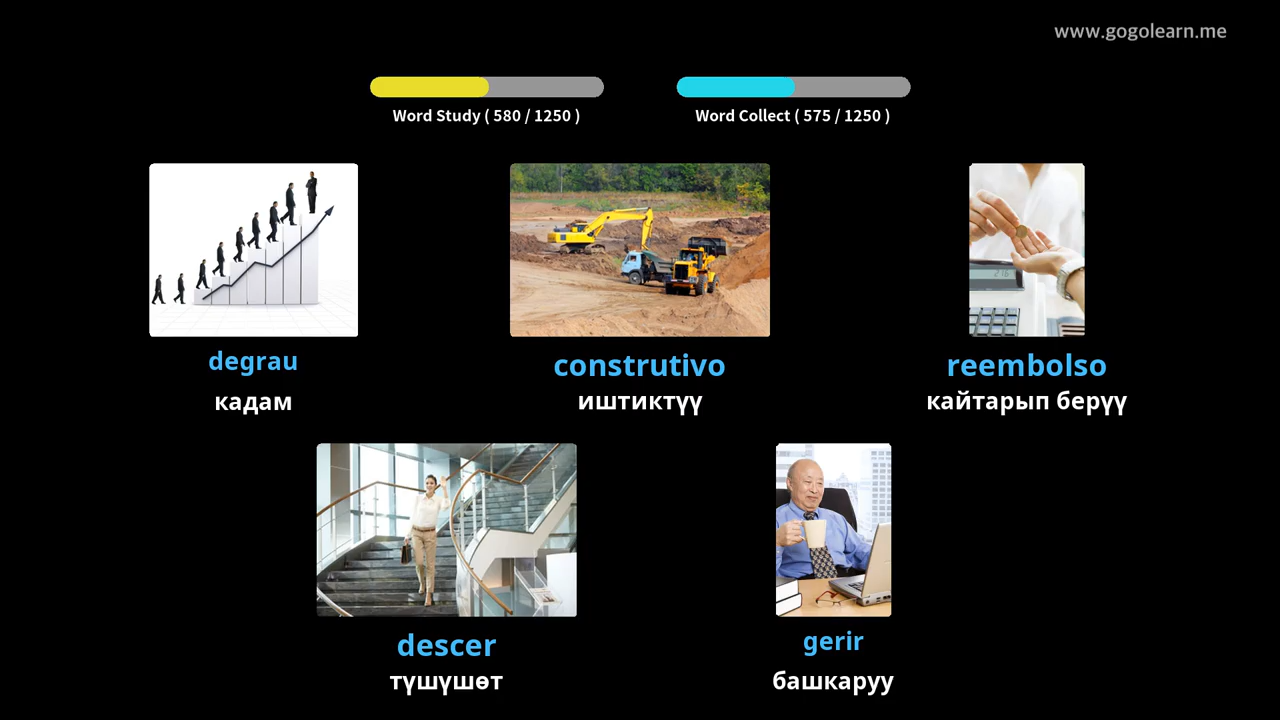 www.gogolearn.me
Word Study ( 580 / 1250 )
Word Collect ( 575 / 1250 )
degrau
кадам
construtivo
иштиктүү
reembolso
кайтарып берүү
descer
түшүшөт
gerir
башкаруу